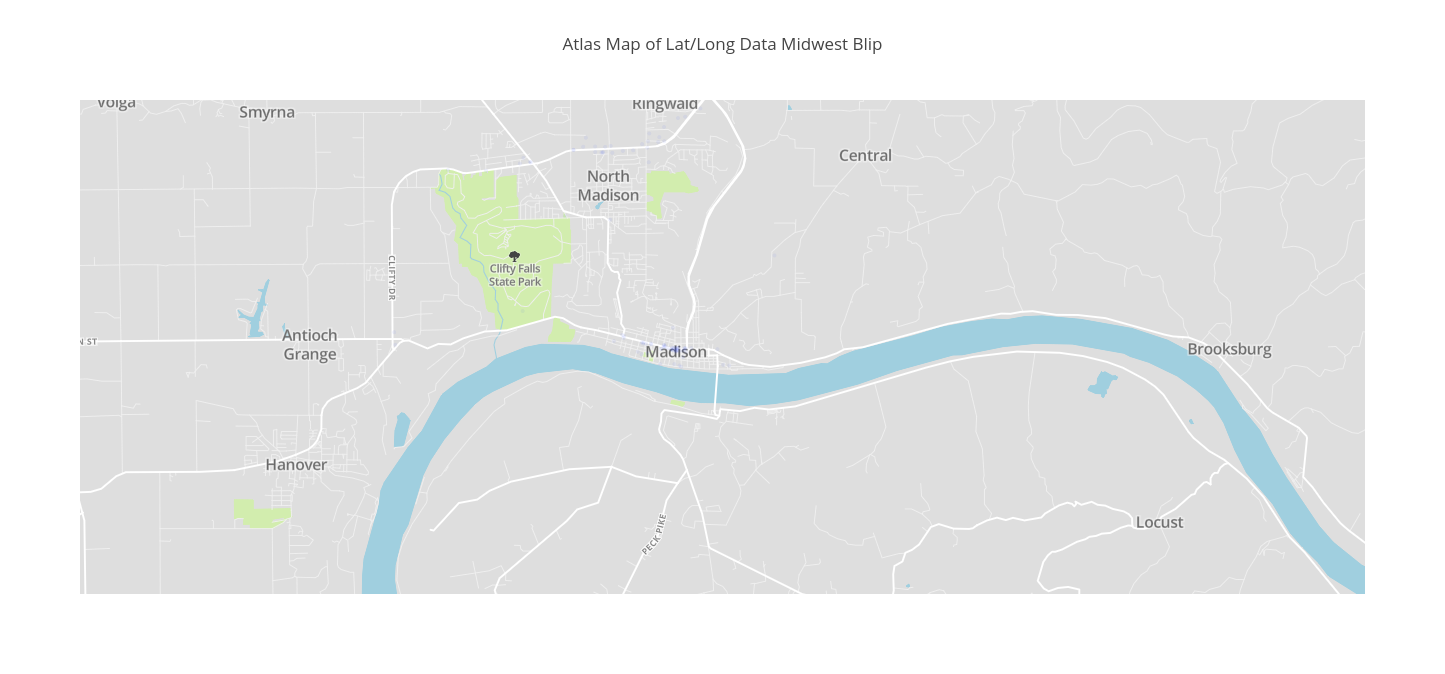 Atlas Map of Lat/Long Data Midwest Blip
Volga
Smyrna
Ringwald
Central
North
Madison
CLIFTY DR
Clifty Falls
State Park
N ST
Antioch
Grange
Madison
Brooksburg
Hanover
PECK PIKE
Locust